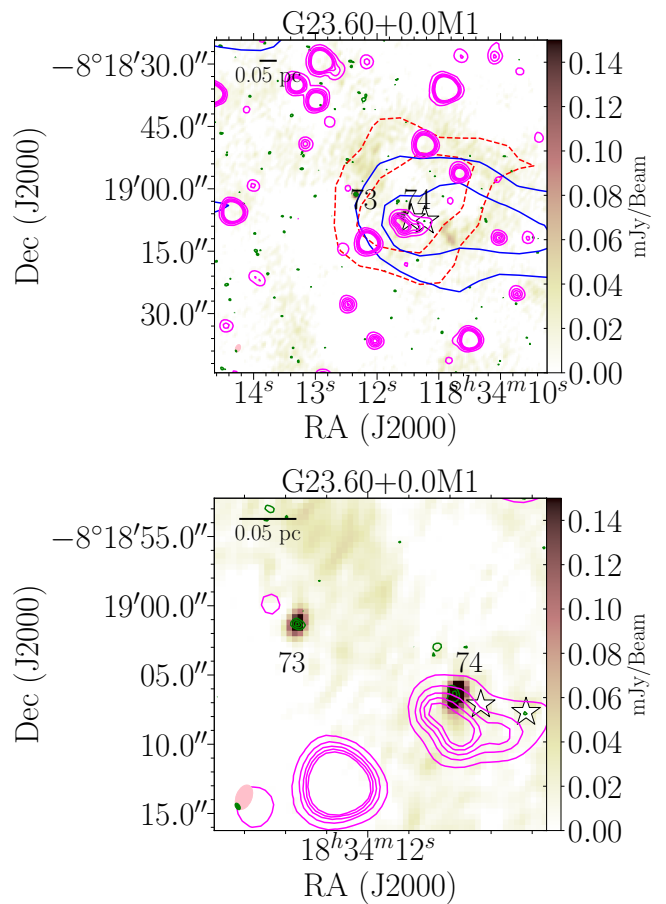 G23.60+0.0M1
−8°18′30.0″
45.0″
19′00.0″
15.0″
30.0″
Dec (J2000)
0.05 pc
73 74
14ˢ 13ˢ 12ˢ 11ˢ 18ʰ34ᵐ10ˢ
RA (J2000)
0.14
0.12
0.10
0.08
0.06
0.04
0.02
0.00
mJy/Beam
G23.60+0.0M1
−8°18′55.0″
19′00.0″
05.0″
10.0″
15.0″
Dec (J2000)
0.05 pc
73
74
18ʰ34ᵐ12ˢ
RA (J2000)
0.14
0.12
0.10
0.08
0.06
0.04
0.02
0.00
mJy/Beam